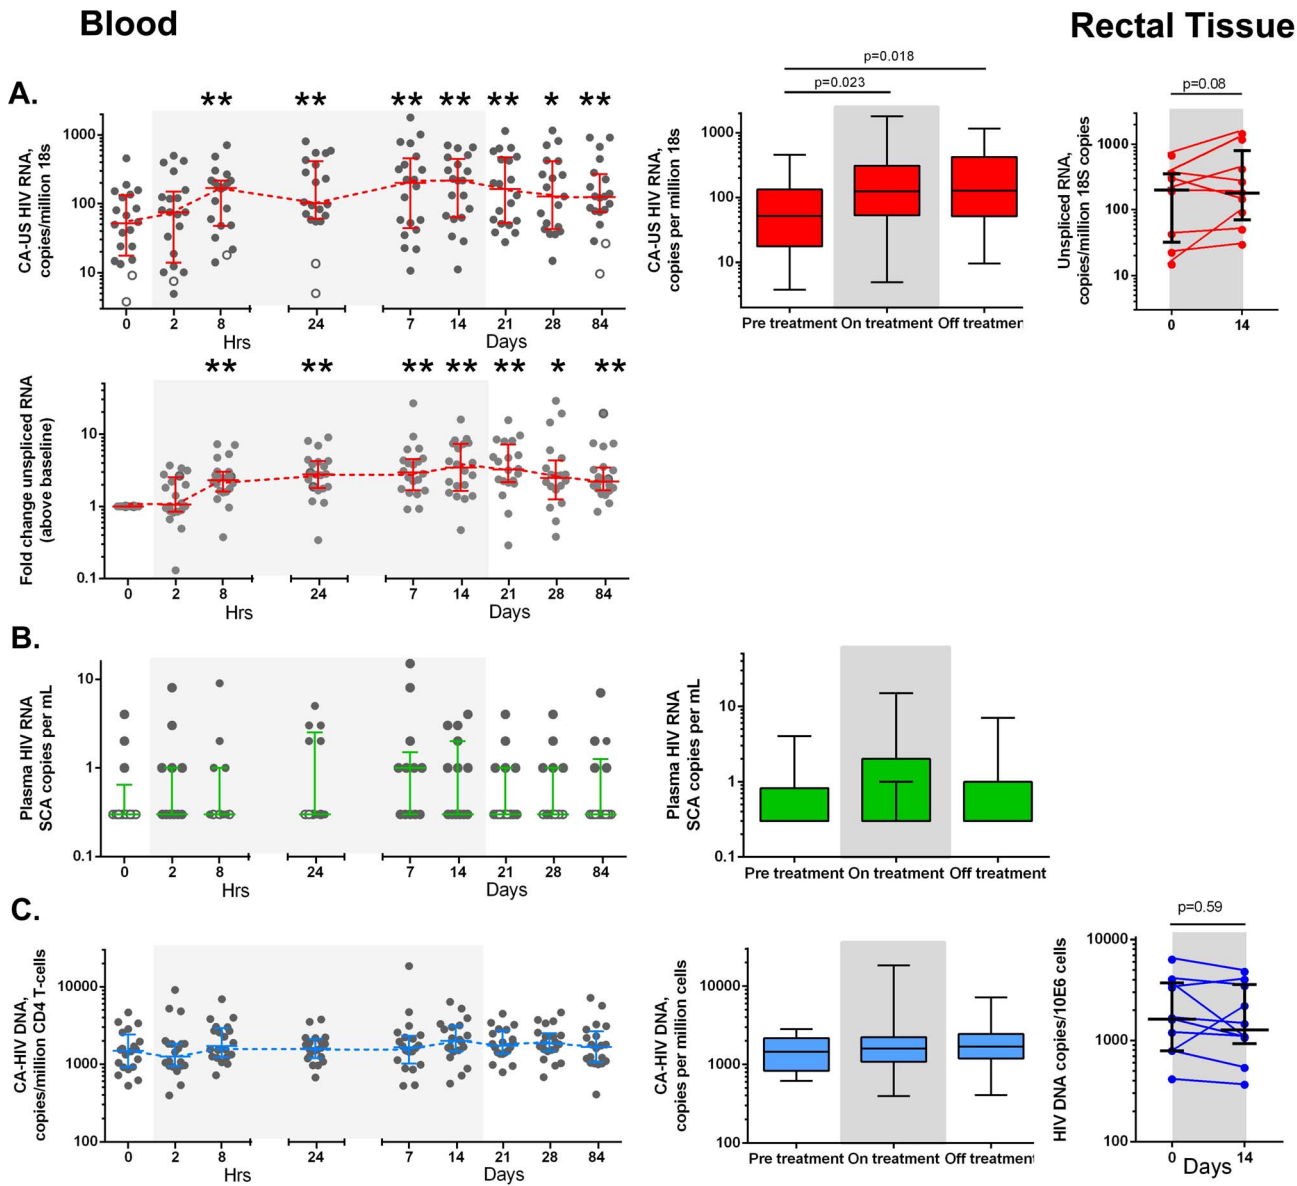 Blood
Rectal Tissue
A.
CA-US HIV RNA,
copies/million 18s
1000
100
10
** ** ** ** ** * **
0 2 8 24 7 14 21 28 84
Hrs Days
CA-US HIV RNA,
copies per million 18s
1000
100
10
p=0.018
p=0.023
Pre treatment On treatment Off treatmen
Unspliced RNA,
copies/million 18S copies
1000
100
10
p=0.08
0 14
Fold change unspliced RNA
(above baseline)
10
1
0.1
** ** ** ** ** * **
0 2 8 24 7 14 21 28 84
Hrs Days
B.
Plasma HIV RNA
SCA copies per mL
10
1
0.1
0 2 8 24 7 14 21 28 84
Hrs Days
Plasma HIV RNA
SCA copies per mL
10
1
0.1
Pre treatment On treatment Off treatment
C.
CA-HIV DNA,
copies/million CD4 T-cells
10000
1000
100
0 2 8 24 7 14 21 28 84
Hrs Days
CA-HIV DNA,
copies per million cells
10000
1000
100
Pre treatment On treatment Off treatment
HIV DNA copies/10E6 cells
10000
1000
100
p=0.59
0 14
Days